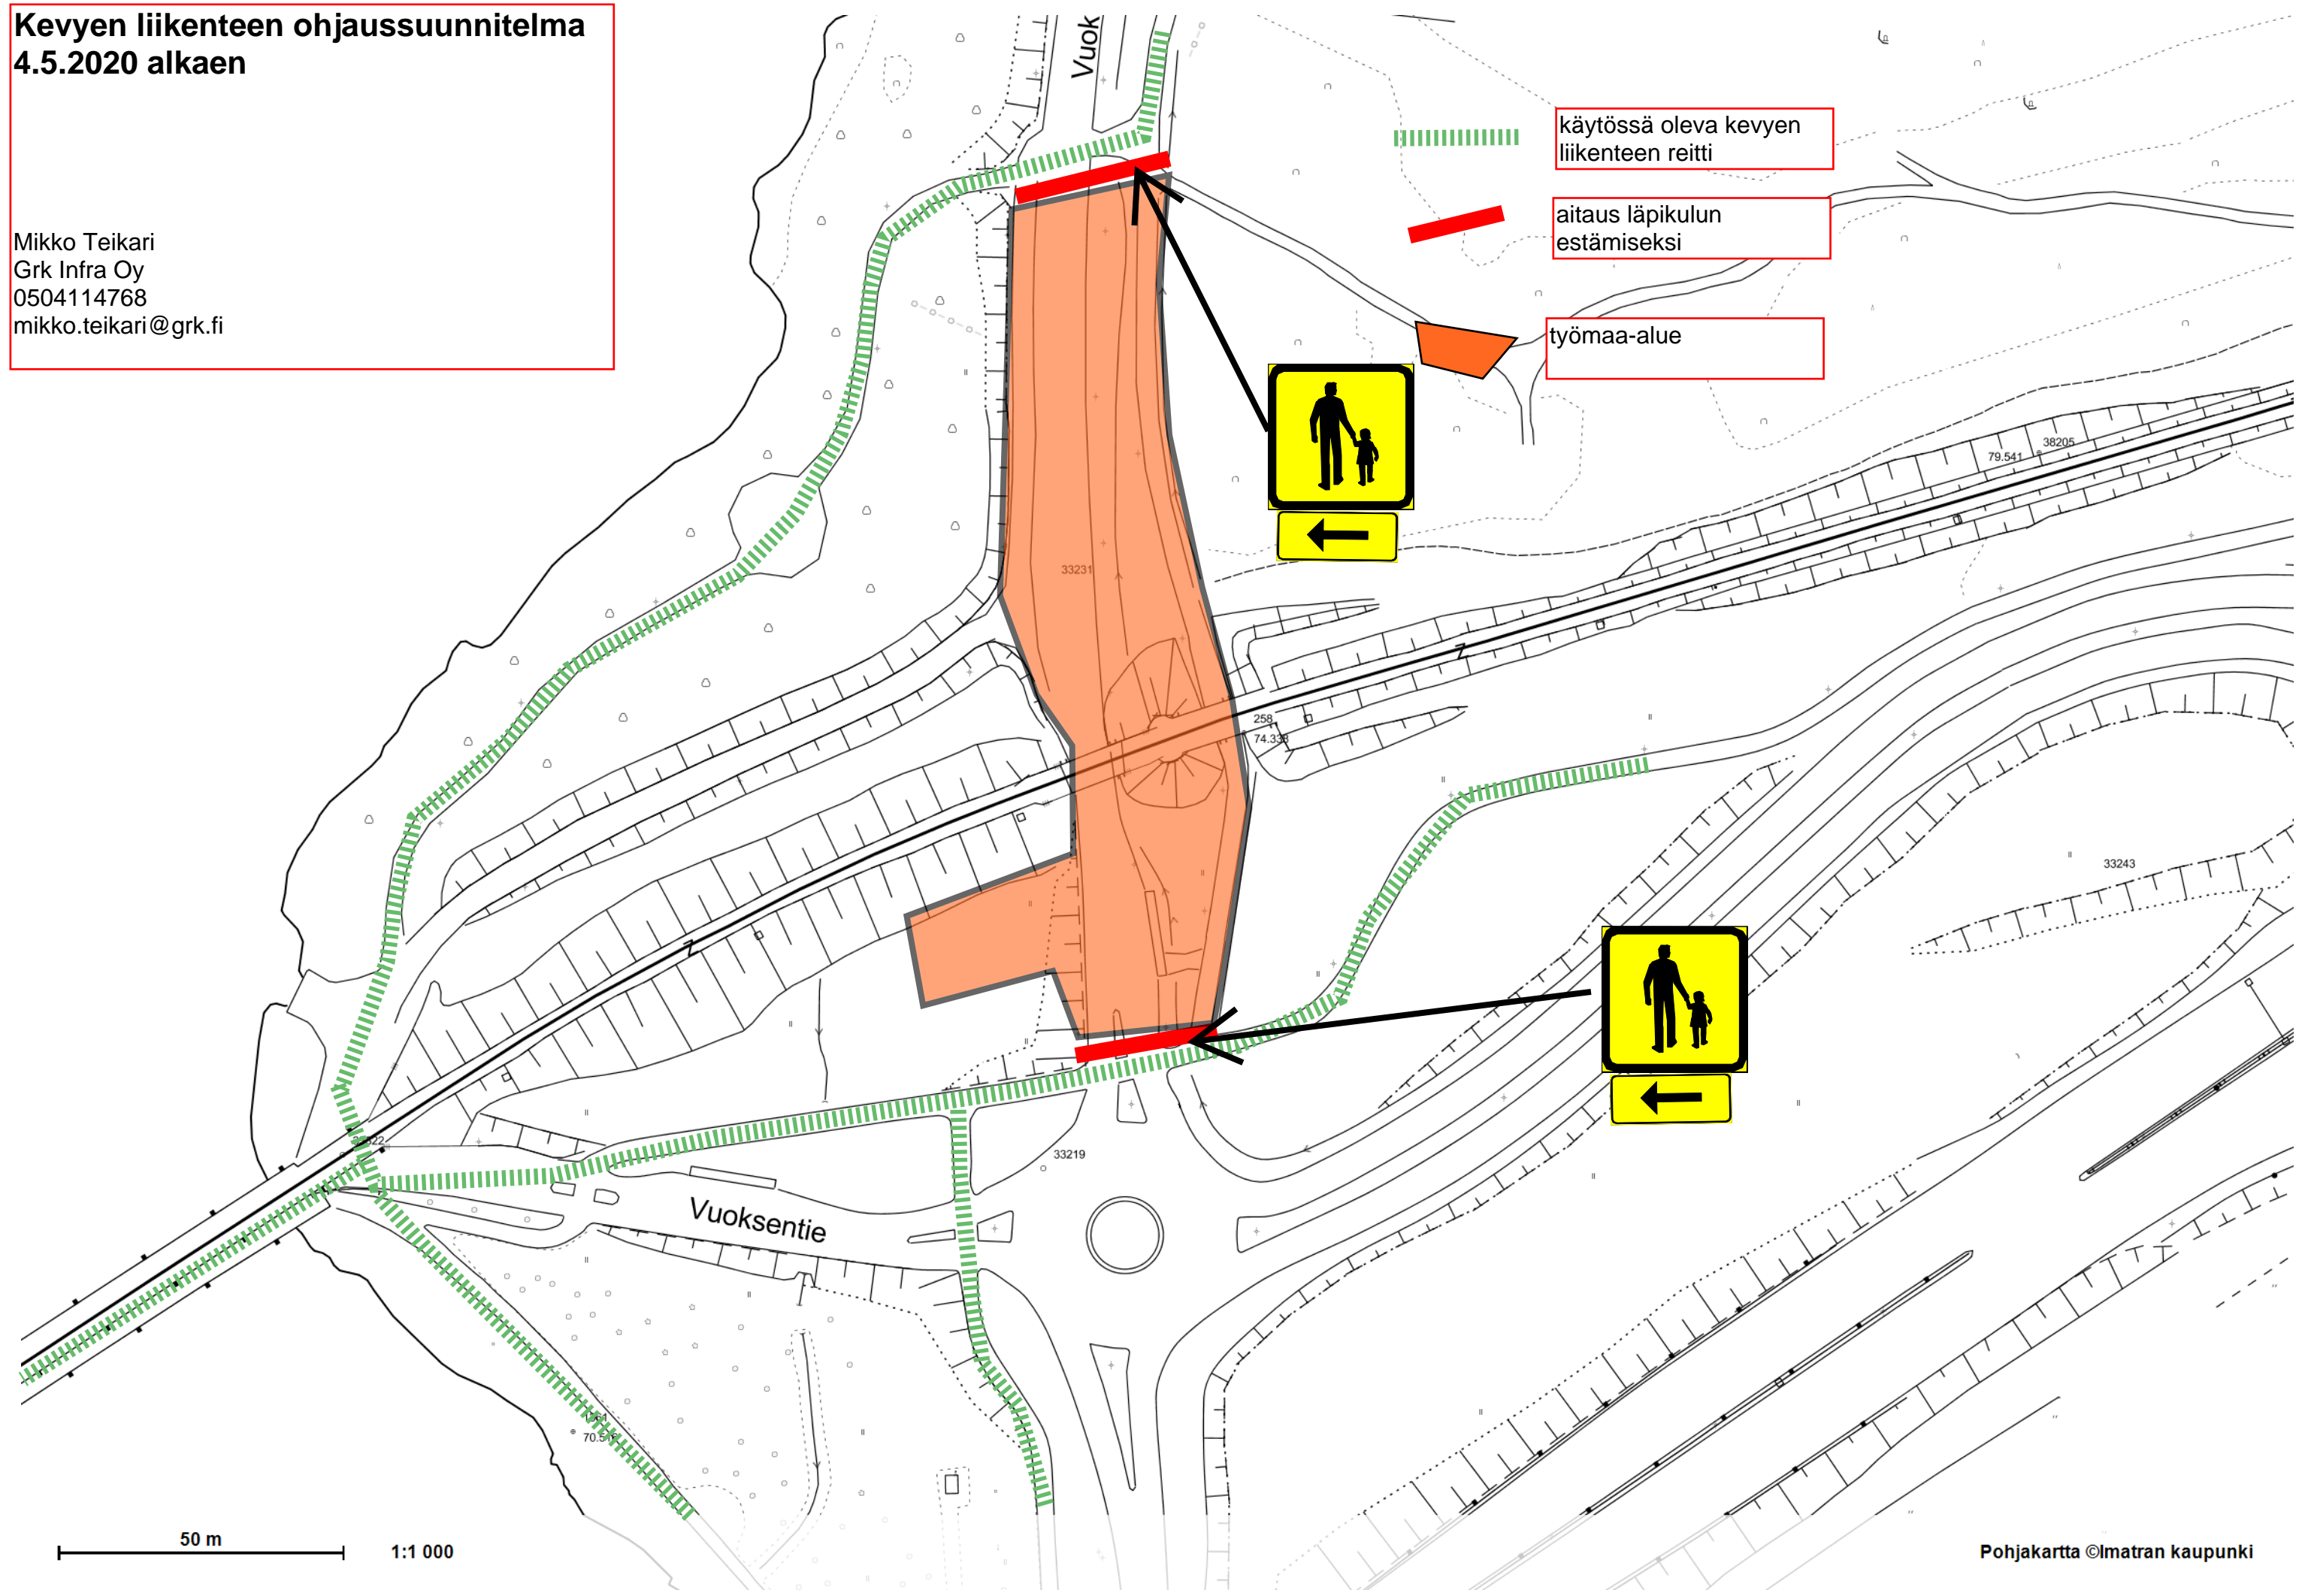 Kevyen liikenteen ohjaussuunnitelma
4.5.2020 alkaen
Mikko Teikari
Grk Infra Oy
0504114768
mikko.teikari@grk.fi
Vuok
käytössä oleva kevyen
liikenteen reitti
aitaus läpikulun
estämiseksi
työmaa-alue
38205
79.541
33231
258
74.338
33243
33219
Vuoksentie
50 m
1:1 000
Pohjakartta ©Imatran kaupunki